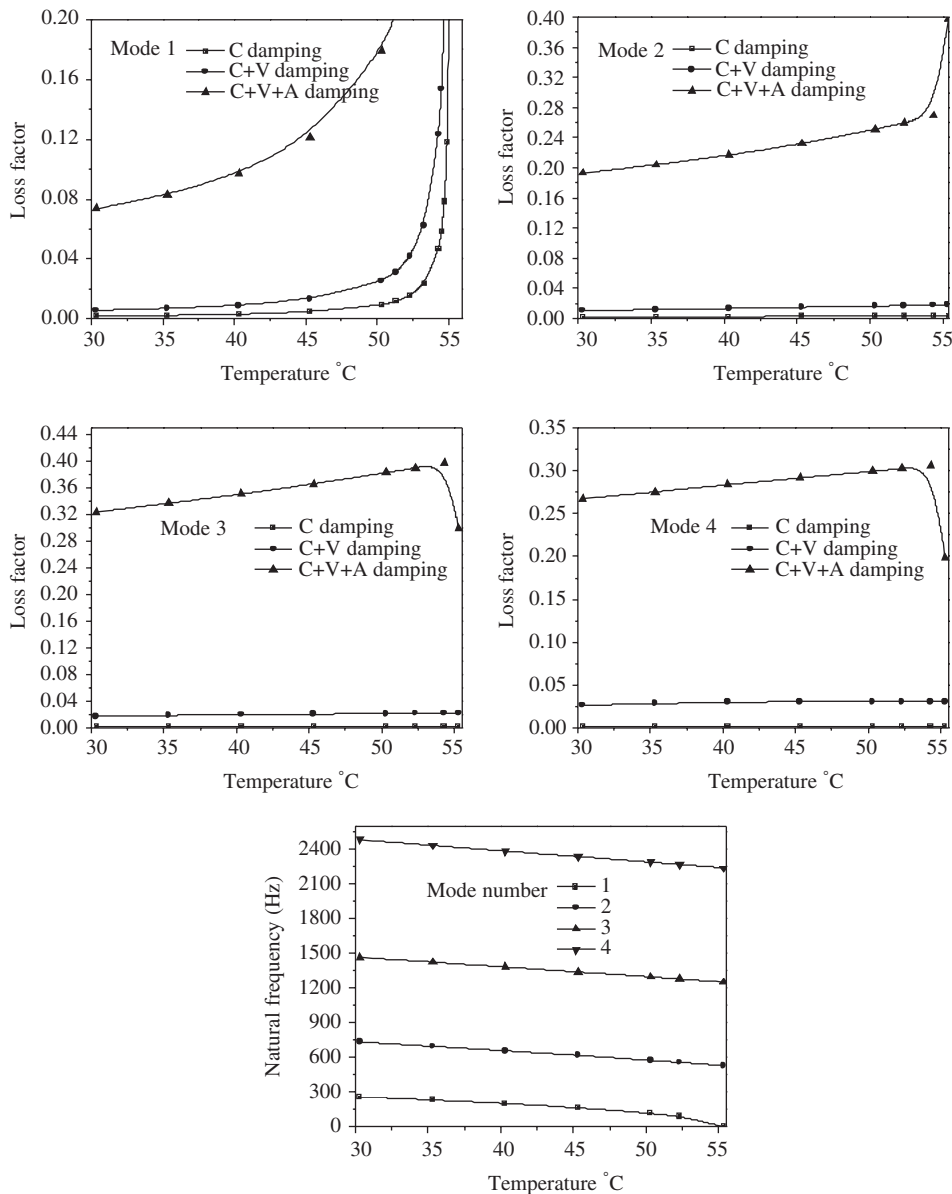 Mode 1
C damping
C+V damping
C+V+A damping
Loss factor
0.20
0.16
0.12
0.08
0.04
0.00
30 35 40 45 50 55
Temperature °C
Mode 2
C damping
C+V damping
C+V+A damping
Loss factor
0.40
0.36
0.32
0.28
0.24
0.20
0.16
0.12
0.08
0.04
0.00
30 35 40 45 50 55
Temperature °C
Mode 3
C damping
C+V damping
C+V+A damping
Loss factor
0.44
0.40
0.36
0.32
0.28
0.24
0.20
0.16
0.12
0.08
0.04
0.00
30 35 40 45 50 55
Temperature °C
Mode 4
C damping
C+V damping
C+V+A damping
Loss factor
0.35
0.30
0.25
0.20
0.15
0.10
0.05
0.00
30 35 40 45 50 55
Temperature °C
Mode number
1
2
3
4
Natural frequency (Hz)
2400
2100
1800
1500
1200
900
600
300
0
30 35 40 45 50 55
Temperature °C